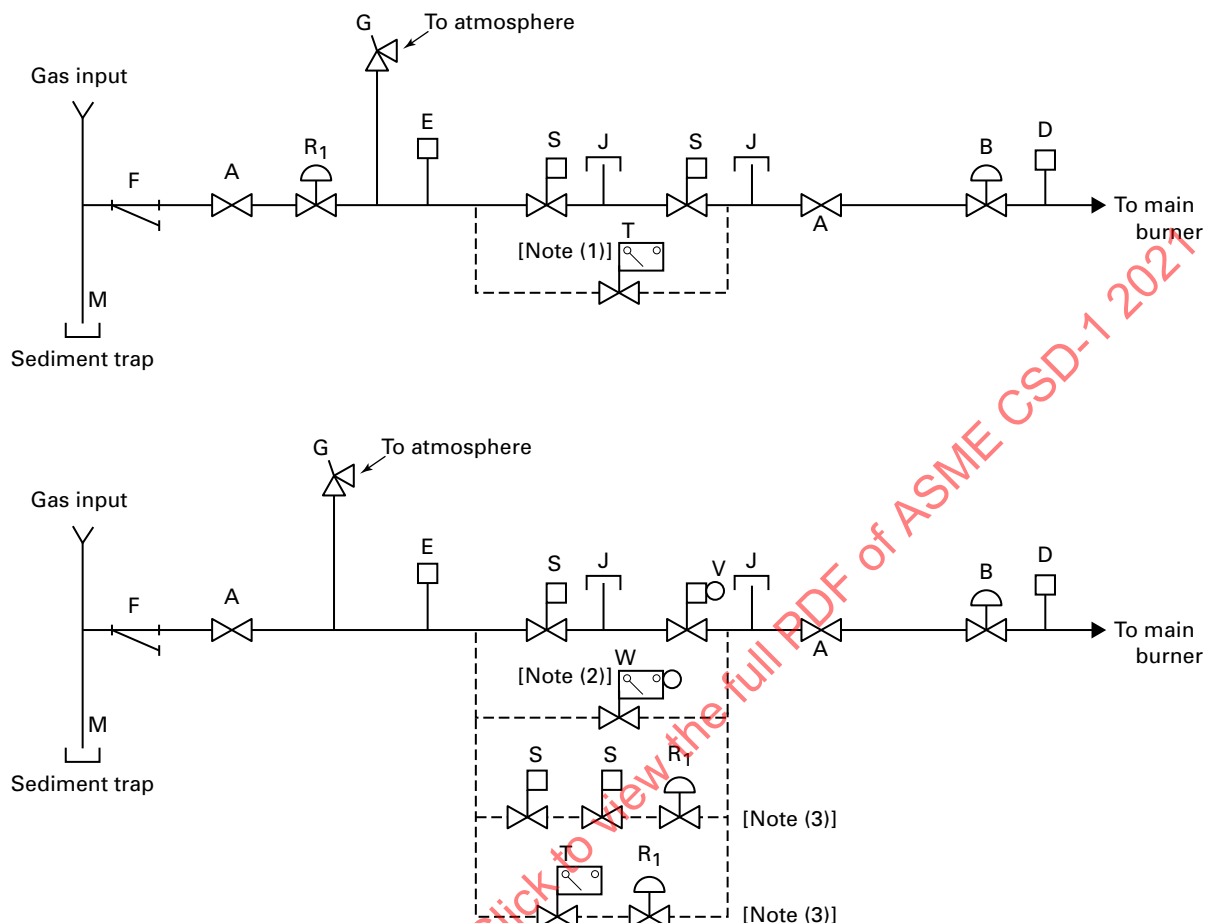 G
To atmosphere
Gas input
E
R1
S
J
S
J
D
B
F
A
A
To main
burner
T
[Note (1)]
M
Sediment trap
G
To atmosphere
Gas input
E
S
J
V
J
B
D
F
A
A
To main
burner
W
[Note (2)]
M
Sediment trap
S
S
R1
[Note (3)]
T
R1
[Note (3)]
Click to view the full PDF of ASME CSD-1 2021